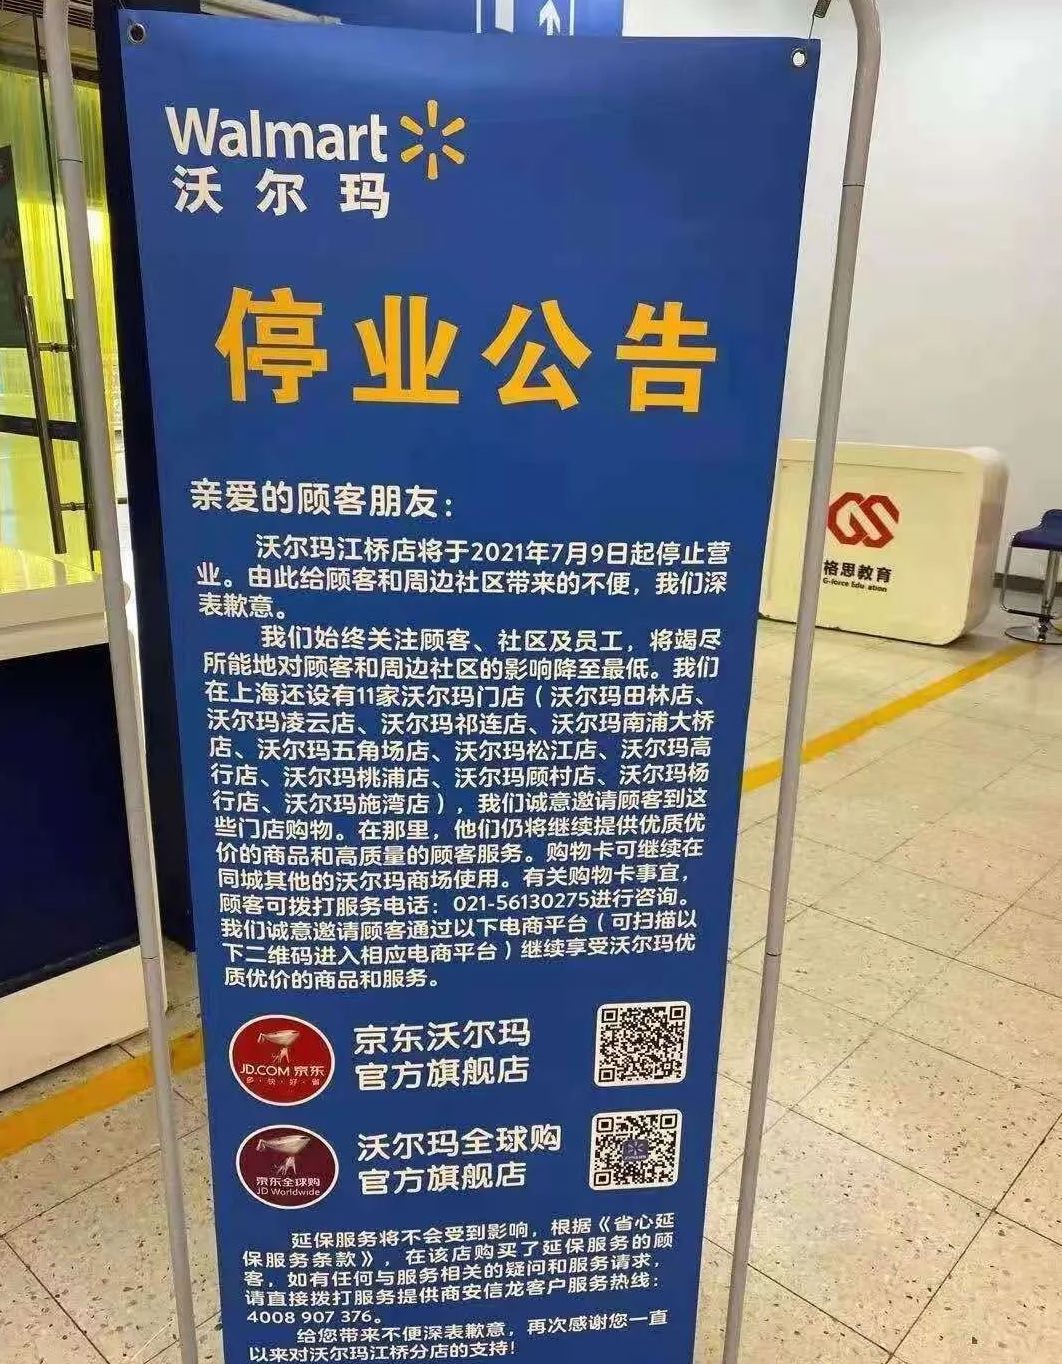 Walmart
沃尔玛
停业公告
亲爱的顾客朋友：
沃尔玛江桥店将于2021年7月9日起停止营
业。由此给顾客和周边社区带来的不便，我们深
表歉意。
我们始终关注顾客、社区及员工，将竭尽
所能地对顾客和周边社区的影响降至最低。我们
在上海还设有11家沃尔玛门店（沃尔玛田林店、
沃尔玛凌云店、沃尔玛祁连店、沃尔玛南浦大桥
店、沃尔玛五角场店、沃尔玛松江店、沃尔玛高
行店、沃尔玛桃浦店、沃尔玛顾村店、沃尔玛杨
行店、沃尔玛施湾店），我们诚意邀请顾客到这
些门店购物。在那里，他们仍将继续提供优质优
价的商品和高质量的顾客服务。购物卡可继续在
同城其他的沃尔玛商场使用。有关购物卡事宜，
顾客可拨打服务电话：021-56130275进行咨询。
我们诚意邀请顾客通过以下电商平台（可扫描以
下二维码进入相应电商平台）继续享受沃尔玛优
质优价的商品和服务。
JD.COM 京东
多·快·好·省
京东沃尔玛
官方旗舰店
京东全球购
JD Worldwide
沃尔玛全球购
官方旗舰店
延保服务将不会受到影响，根据《省心延
保服务条款》，在该店购买了延保服务的顾
客，如有任何与服务相关的疑问和服务请求，
请直接拨打服务提供商安信龙客户服务热线：
4008 907 376。
给您带来不便深表歉意，再次感谢您一直
以来对沃尔玛江桥分店的支持！
GS
格思教育
G-force Education